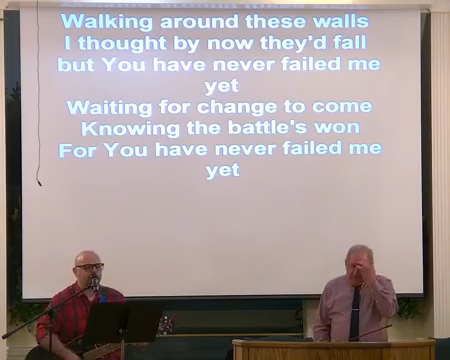 Walking around these walls
I thought by now they'd fall
but You have never failed me
yet
Waiting for change to come
Knowing the battle's won
For You have never failed me
yet